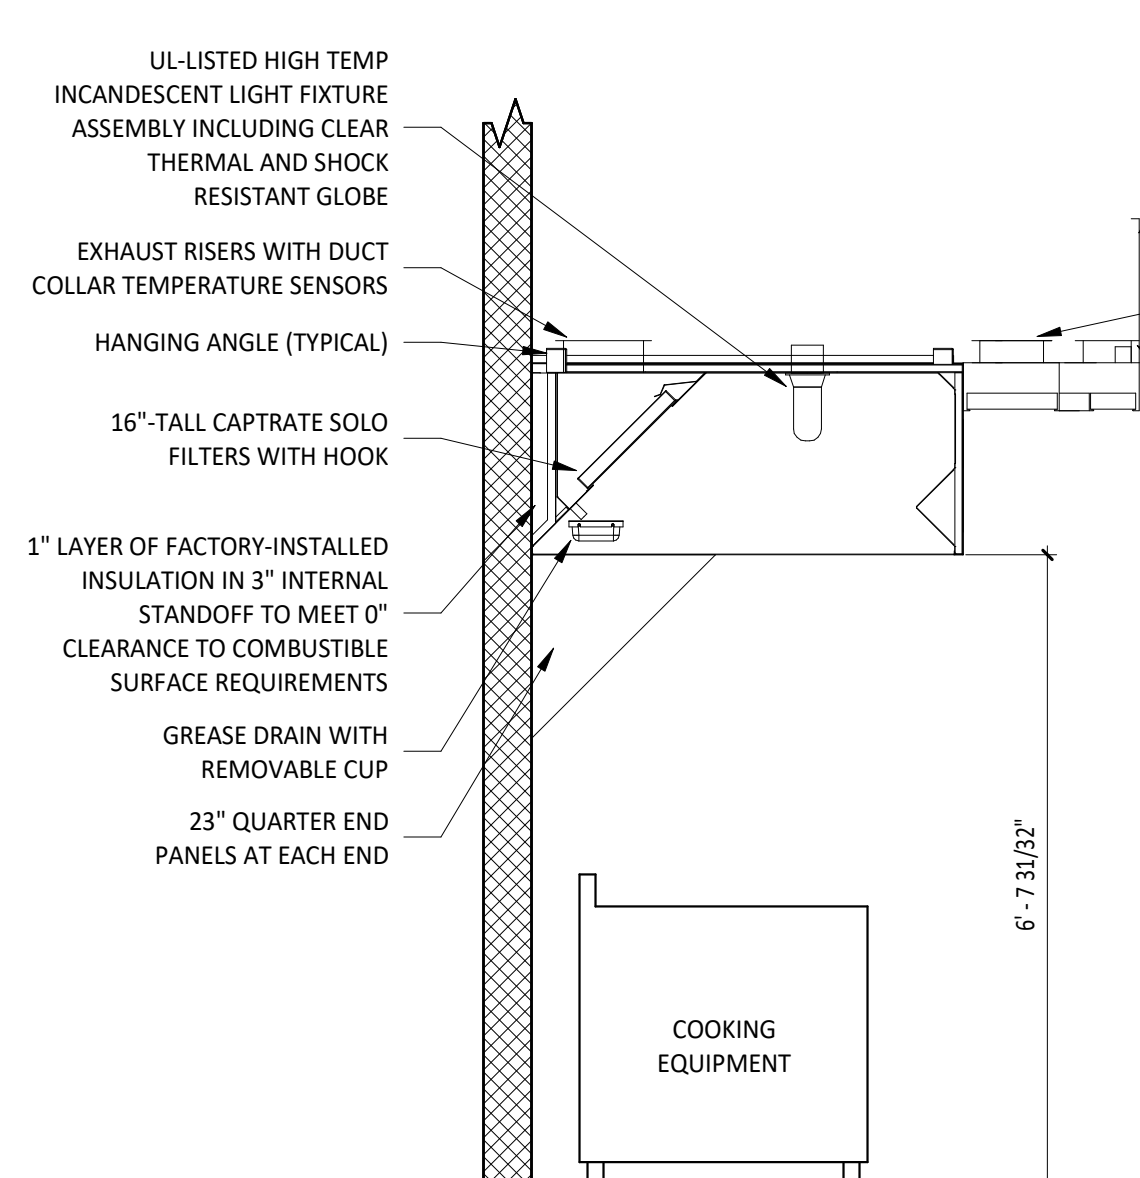 UL-LISTED HIGH TEMP
INCANDESCENT LIGHT FIXTURE
ASSEMBLY INCLUDING CLEAR
THERMAL AND SHOCK
RESISTANT GLOBE
EXHAUST RISERS WITH DUCT
COLLAR TEMPERATURE SENSORS
HANGING ANGLE (TYPICAL)
16"-TALL CAPTRATE SOLO
FILTERS WITH HOOK
1" LAYER OF FACTORY-INSTALLED
INSULATION IN 3" INTERNAL
STANDOFF TO MEET 0"
CLEARANCE TO COMBUSTIBLE
SURFACE REQUIREMENTS
GREASE DRAIN WITH
REMOVABLE CUP
23" QUARTER END
PANELS AT EACH END
6' - 7 31/32"
COOKING
EQUIPMENT